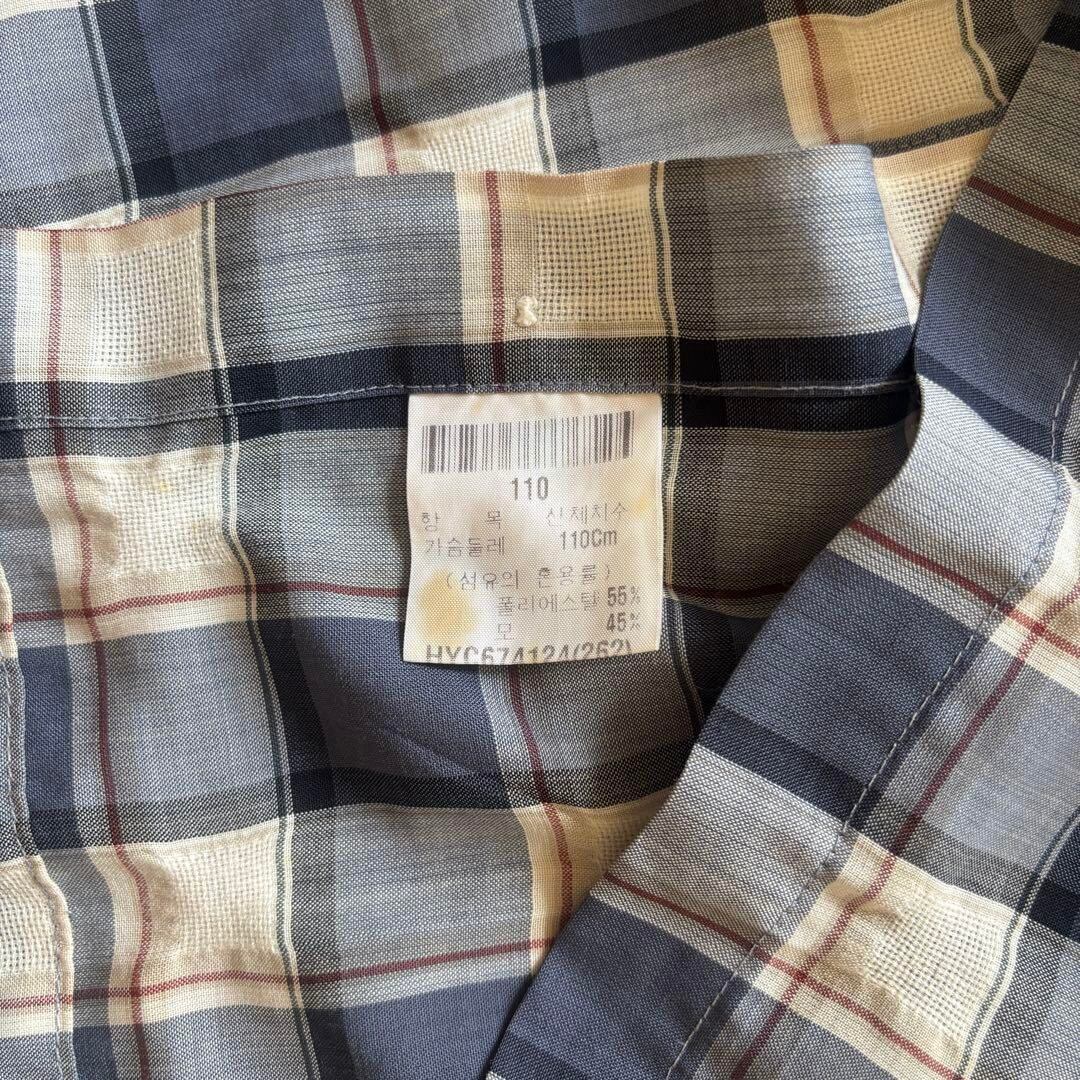 110
항 목 신체치수
가슴둘레 110Cm
(섬유의 혼용률)
폴리에스틸 55%
모 45%
HYC674124(262)